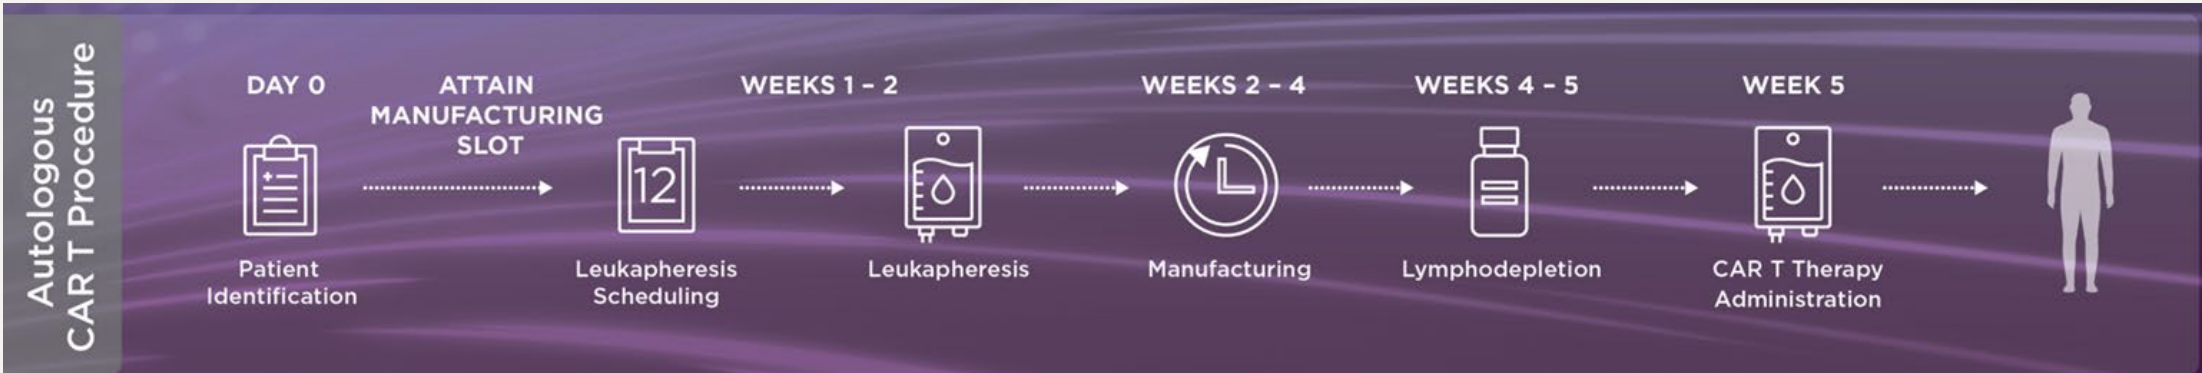 Autologous
CAR T Procedure
DAY 0
Patient
Identification
ATTAIN
MANUFACTURING
SLOT
12
Leukapheresis
Scheduling
WEEKS 1 – 2
Leukapheresis
WEEKS 2 – 4
Manufacturing
WEEKS 4 – 5
Lymphodepletion
WEEK 5
CAR T Therapy
Administration